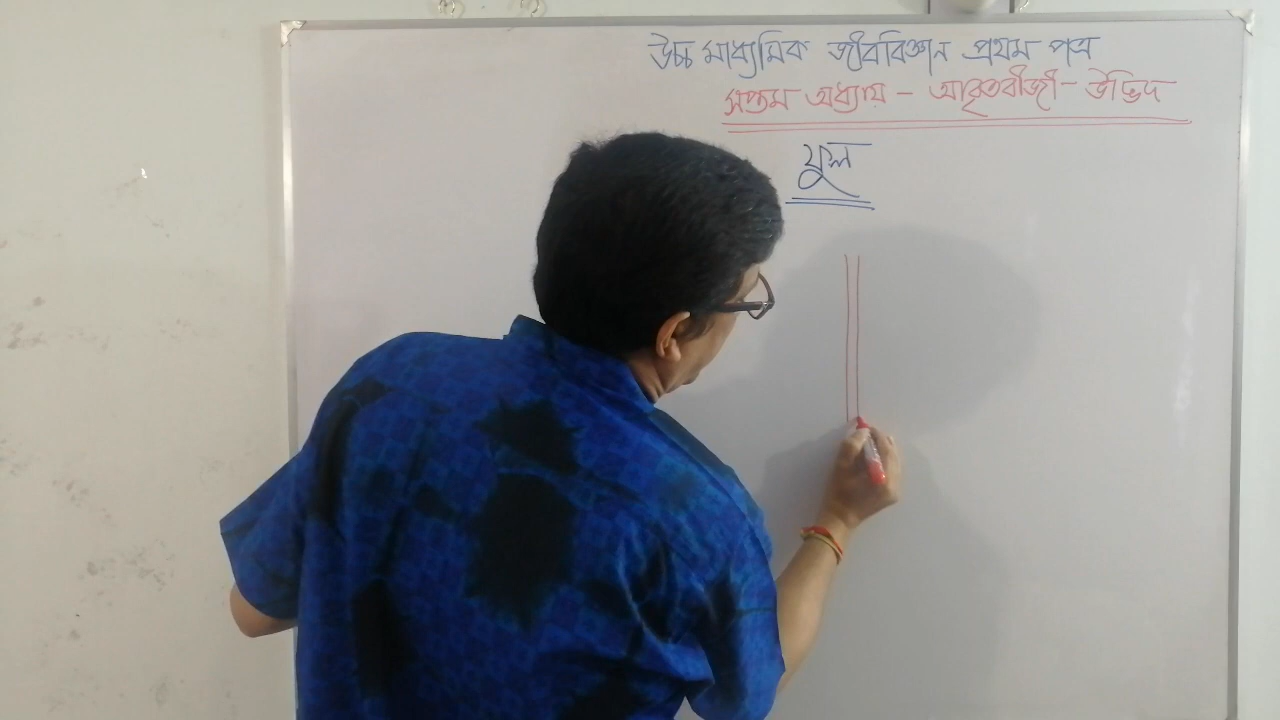 উচ্চ মাধ্যমিক জীববিজ্ঞান প্রথম পত্র
সপ্তম অধ্যায় - আবৃতবীজী - উদ্ভিদ
ফুল